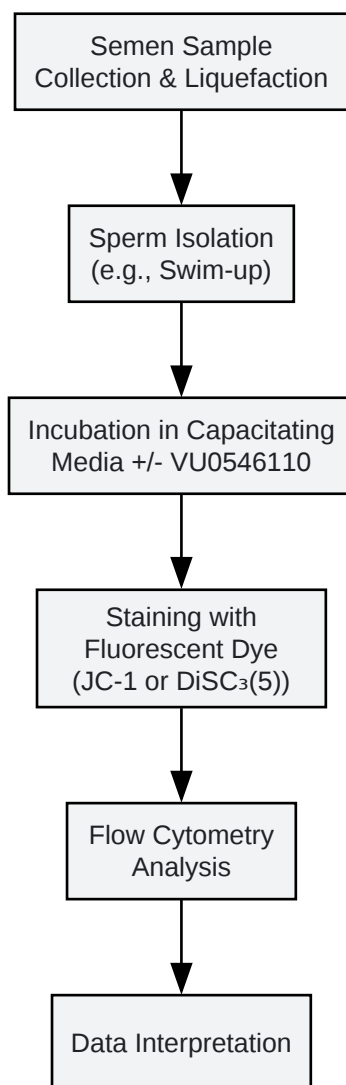 Semen Sample
Collection & Liquefaction
Sperm Isolation
(e.g., Swim-up)
Incubation in Capacitating
Media +/- VU0546110
Staining with
Fluorescent Dye
(JC-1 or DiSC₃(5))
Flow Cytometry
Analysis
Data Interpretation